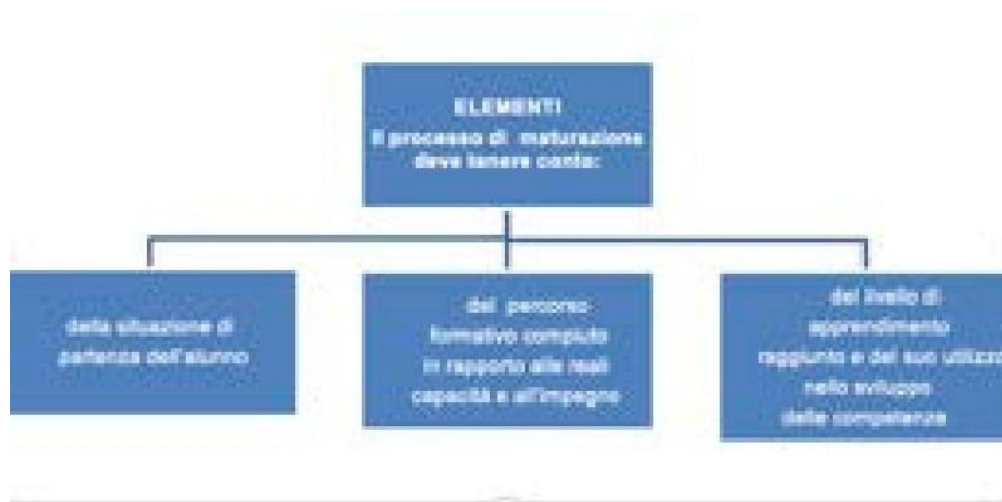 ELEMENTI
Il processo di maturazione
deve tenere conto:
della situazione di
partenza dell'alunno
del percorso
formativo compiuto
in rapporto alle reali
capacità e all'impegno
del livello di
apprendimento
raggiunto e del suo utilizzo
nello sviluppo
delle competenze